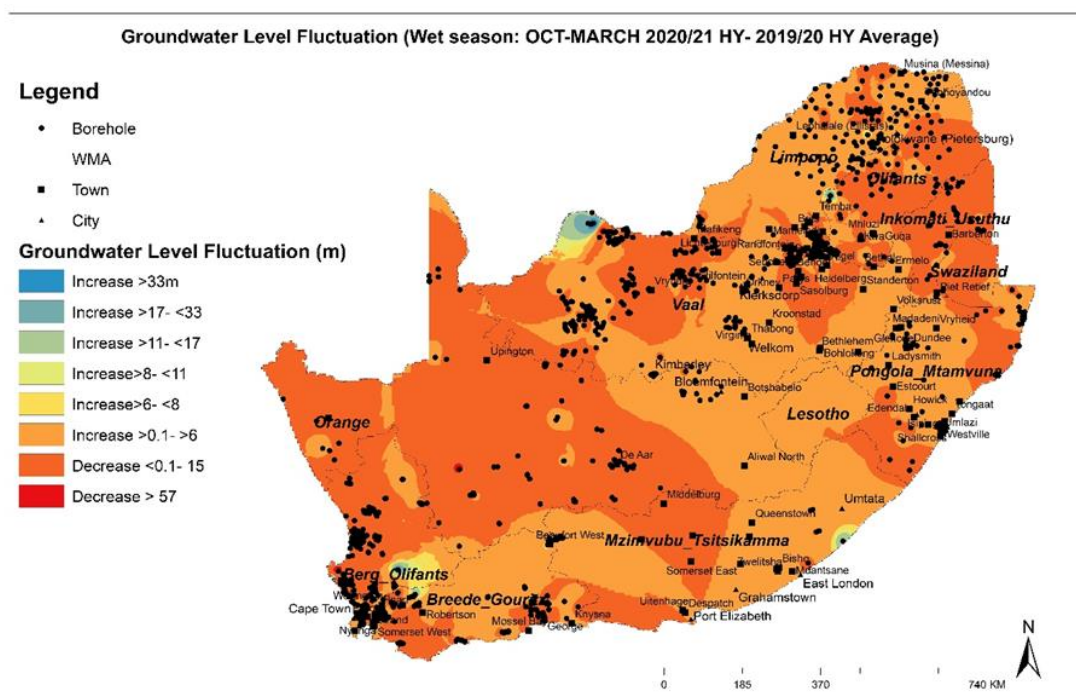 Groundwater Level Fluctuation (Wet season: OCT-MARCH 2020/21 HY- 2019/20 HY Average)
Legend
Borehole
WMA
Town
City
Groundwater Level Fluctuation (m)
Increase >33m
Increase >17- <33
Increase >11- <17
Increase>8- <11
Increase>6- <8
Increase >0.1- >6
Decrease <0.1- 15
Decrease > 57
Musina (Messina)
(Pietersburg)
Limpopo
Olifants
Temba
Inkomati_Usuthu
Mhluzi
Barberton
Randfontein
Ermelo
Swaziland
Heidelberg
Standerton
Piet Retief
Sasolburg
Klerksdorp
Vaal
Volksrust
Kroonstad
Madadeni
Vryheid
Thabong
Dundee
Welkom
Bethlehem
Ladysmith
Upington
Kimberley
Pongola_Mtamvuna
Bloemfontein
Botshabelo
Estcourt
Howick
Tongaat
Edendale
Lesotho
Umlazi
Westville
Orange
De Aar
Aliwal North
Middelburg
Umtata
Queenstown
Beaufort West
Mzimvubu_Tsitsikamma
Bisho
Zwelitsha
Mdantsane
Somerset East
East London
Berg_Olifants
Breede_Gouritz
Grahamstown
Uitenhage
Despatch
Cape Town
Robertson
Knysna
Port Elizabeth
Mossel Bay
George
Nyanga
Somerset West
N
0
185
370
740 KM